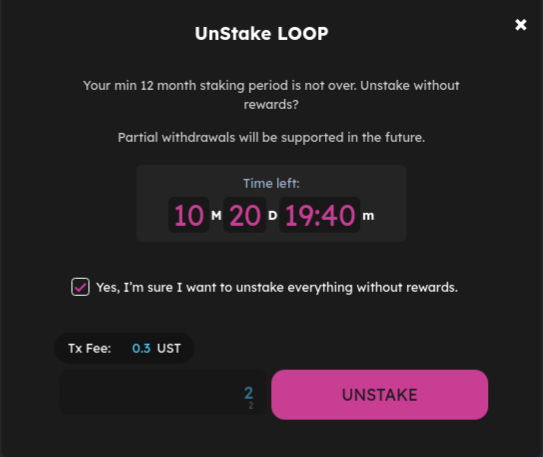 UnStake LOOP
Your min 12 month staking period is not over. Unstake without
rewards?
Partial withdrawals will be supported in the future.
Time left:
10 M 20 D 19:40 m
Yes, I'm sure I want to unstake everything without rewards.
Tx Fee: 0.3 UST
2
2
UNSTAKE